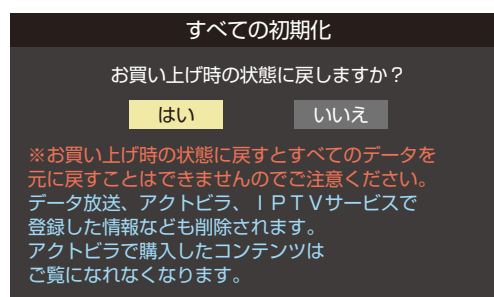 すべての初期化
お買い上げ時の状態に戻しますか?
はい
いいえ
※お買い上げ時の状態に戻すとすべてのデータを
元に戻すことはできませんのでご注意ください。
データ放送、アクトビラ、IPTVサービスで
登録した情報なども削除されます。
アクトビラで購入したコンテンツは
ご覧になれなくなります。